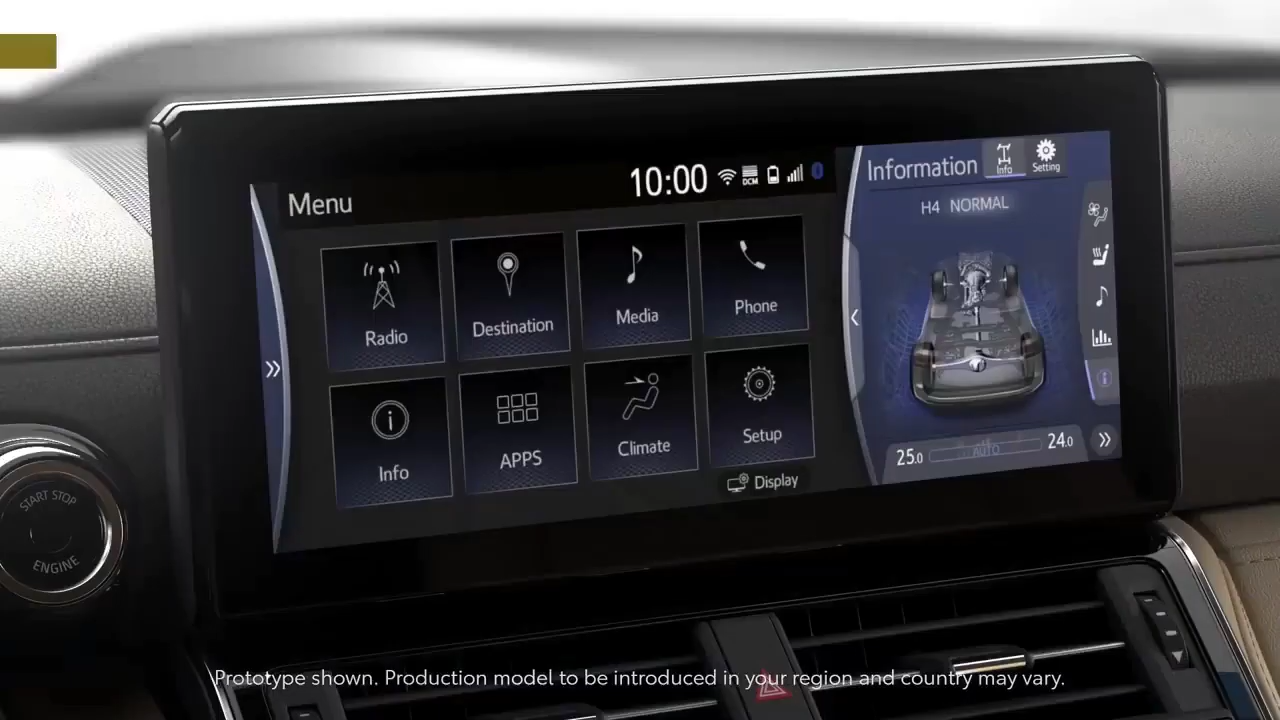 Menu
10:00
DCM
Information
Info
Setting
H4 NORMAL
Radio
Destination
Media
Phone
Info
APPS
Climate
Setup
Display
25.0
AUTO
24.0
START STOP
ENGINE
Prototype shown. Production model to be introduced in your region and country may vary.